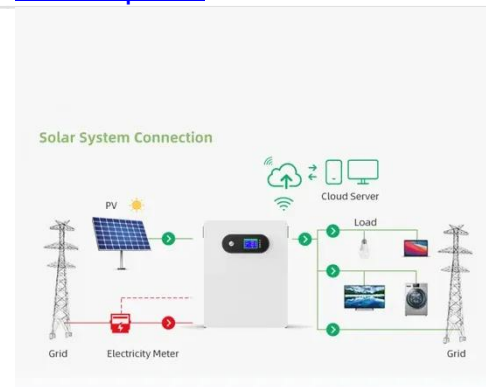 Solar System Connection
PV
Cloud Server
Load
Grid
Electricity Meter
Grid